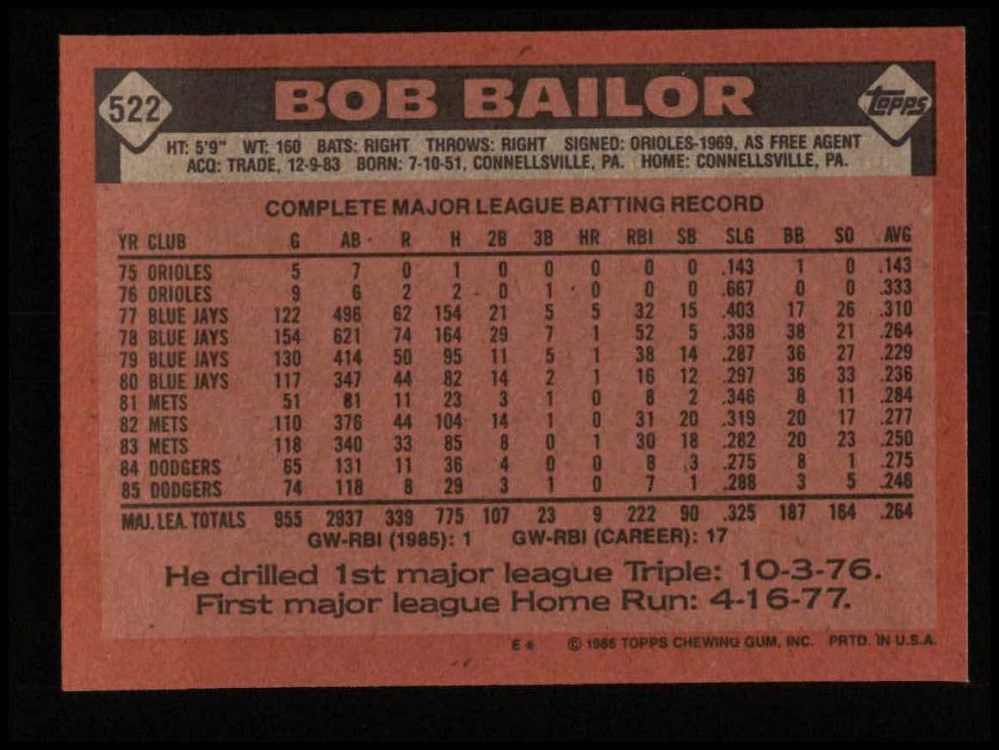 522 BOB BAILOR Topps
HT: 5'9" WT: 160 BATS: RIGHT THROWS: RIGHT SIGNED: ORIOLES-1969, AS FREE AGENT
ACQ: TRADE, 12-9-83 BORN: 7-10-51, CONNELLSVILLE, PA. HOME: CONNELLSVILLE, PA.
COMPLETE MAJOR LEAGUE BATTING RECORD
YR CLUB G AB R H 2B 3B HR RBI SB SLG BB SO AVG
75 ORIOLES 5 7 0 1 0 0 0 0 0 .143 1 0 .143
76 ORIOLES 9 6 2 2 0 1 0 0 0 .667 0 0 .333
77 BLUE JAYS 122 496 62 154 21 5 5 32 15 .403 17 26 .310
78 BLUE JAYS 154 621 74 164 29 7 1 52 5 .338 38 21 .264
79 BLUE JAYS 130 414 50 95 11 5 1 38 14 .287 36 27 .229
80 BLUE JAYS 117 347 44 82 14 2 1 16 12 .297 36 33 .236
81 METS 51 81 11 23 3 1 0 8 2 .346 8 11 .284
82 METS 110 376 44 104 14 1 0 31 20 .319 20 17 .277
83 METS 118 340 33 85 8 0 1 30 18 .282 20 23 .250
84 DODGERS 65 131 11 36 4 0 0 8 3 .275 8 1 .275
85 DODGERS 74 118 8 29 3 1 0 7 1 .288 3 5 .246
MAJ. LEA. TOTALS 955 2937 339 775 107 23 9 222 90 .325 187 164 .264
GW-RBI (1985): 1 GW-RBI (CAREER): 17
He drilled 1st major league Triple: 10-3-76.
First major league Home Run: 4-16-77.
E * © 1986 TOPPS CHEWING GUM, INC. PRTD. IN U.S.A.